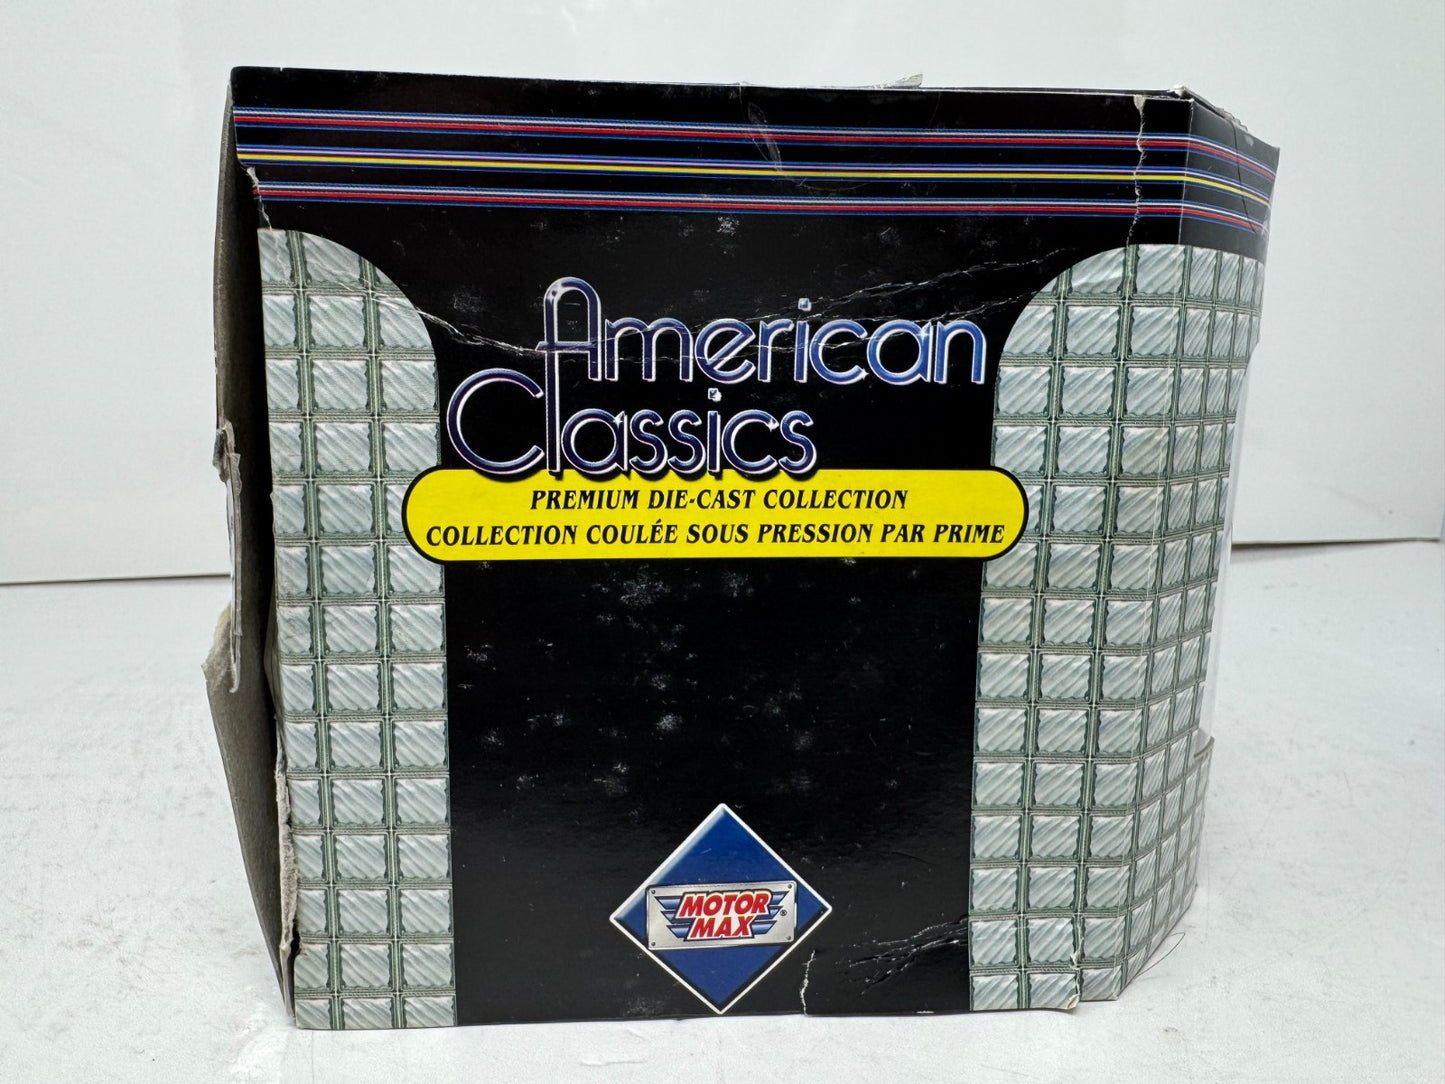 American
Classics
PREMIUM DIE-CAST COLLECTION
COLLECTION COULÉE SOUS PRESSION PAR PRIME
MOTOR
MAX®